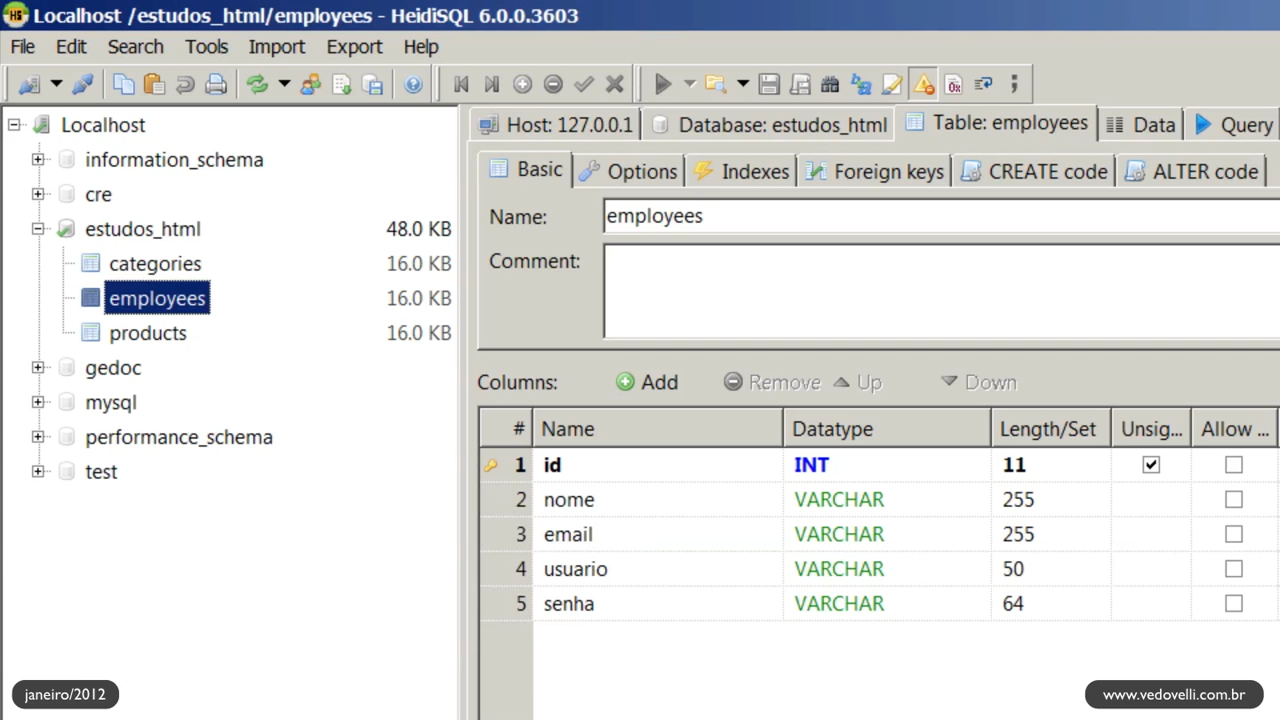 Localhost /estudos_html/employees - HeidiSQL 6.0.0.3603
File Edit Search Tools Import Export Help
Localhost
information_schema
cre
estudos_html 48.0 KB
categories 16.0 KB
employees 16.0 KB
products 16.0 KB
gedoc
mysql
performance_schema
test
Host: 127.0.0.1 Database: estudos_html Table: employees Data Query
Basic Options Indexes Foreign keys CREATE code ALTER code
Name: employees
Comment:
Columns: Add Remove Up Down
# Name Datatype Length/Set Unsig... Allow ...
1 id INT 11
2 nome VARCHAR 255
3 email VARCHAR 255
4 usuario VARCHAR 50
5 senha VARCHAR 64
janeiro/2012
www.vedovelli.com.br